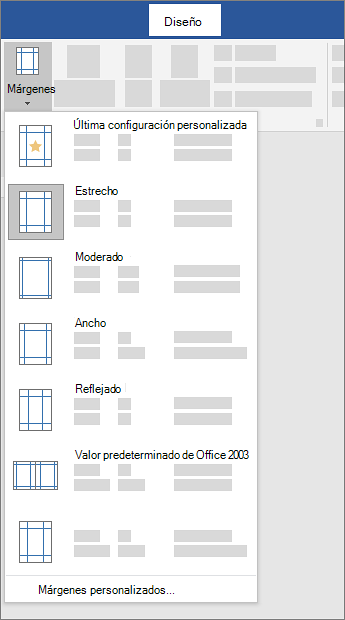 Diseño
Márgenes
Última configuración personalizada
Estrecho
Moderado
Ancho
Reflejado
Valor predeterminado de Office 2003
Márgenes personalizados...